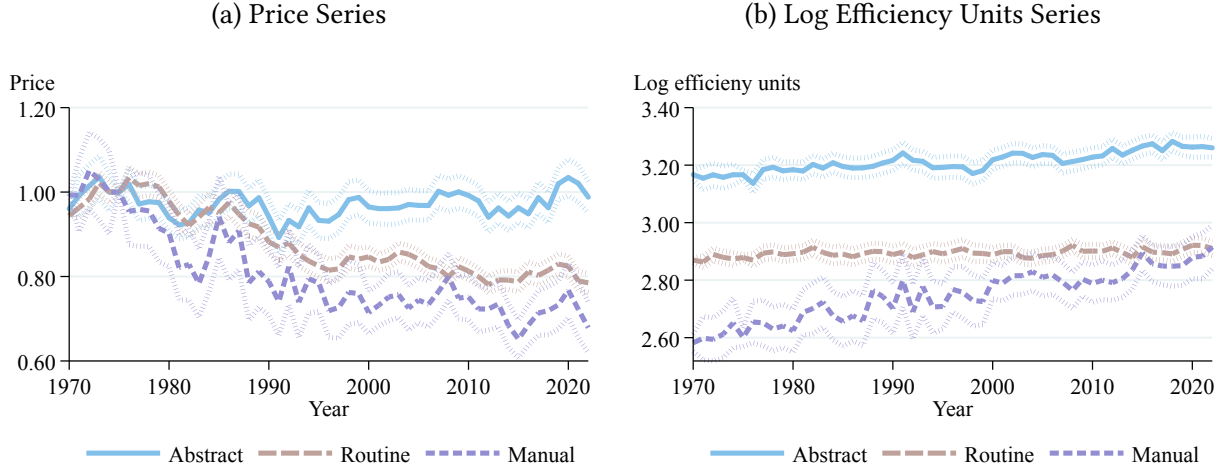 (a) Price Series
Price
1.20
1.00
0.80
0.60
1970 1980 1990 2000 2010 2020
Year
Abstract Routine Manual
(b) Log Efficiency Units Series
Log efficieny units
3.40
3.20
3.00
2.80
2.60
1970 1980 1990 2000 2010 2020
Year
Abstract Routine Manual